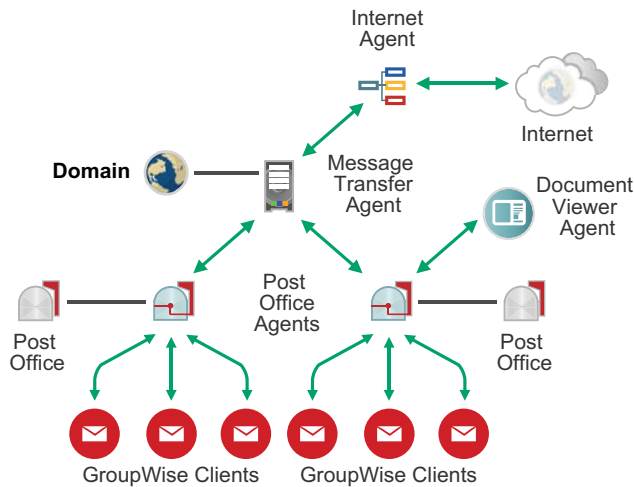 Internet
Agent
Internet
Domain
Message
Transfer
Agent
Document
Viewer
Agent
Post
Office
Agents
Post
Office
Post
Office
GroupWise Clients
GroupWise Clients